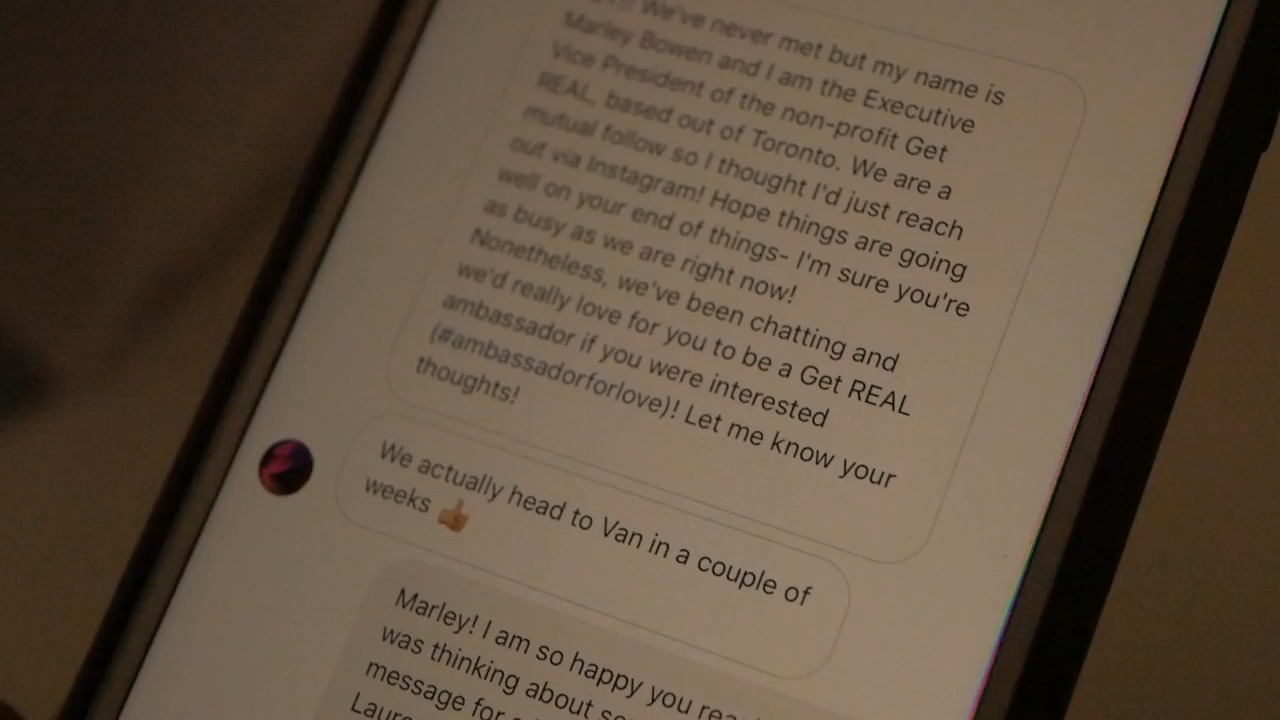 We've never met but my name is
Marley Bowen and I am the Executive
Vice President of the non-profit Get
REAL, based out of Toronto. We are a
mutual follow so I thought I'd just reach
out via Instagram! Hope things are going
well on your end of things- I'm sure you're
as busy as we are right now!
Nonetheless, we've been chatting and
we'd really love for you to be a Get REAL
ambassador if you were interested
(#ambassadorforlove)! Let me know your
thoughts!
We actually head to Van in a couple of
weeks 👍🏼
Marley! I am so happy you
was thinking about
message for